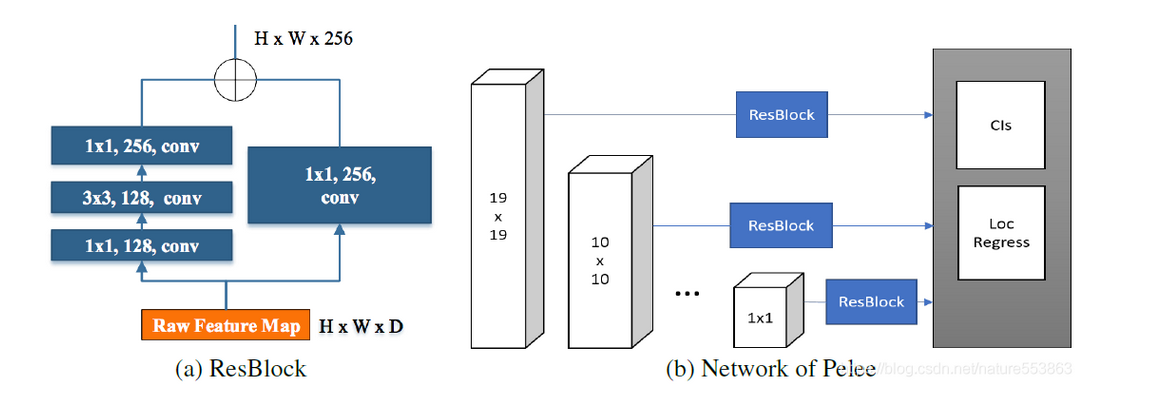 H x W x 256
1x1, 256, conv
3x3, 128, conv
1x1, 128, conv
1x1, 256,
conv
Raw Feature Map
H x W x D
(a) ResBlock
19
x
19
10
x
10
...
1x1
ResBlock
ResBlock
ResBlock
Cls
Loc
Regress
(b) Network of Pelee
/blog.csdn.net/nature553863